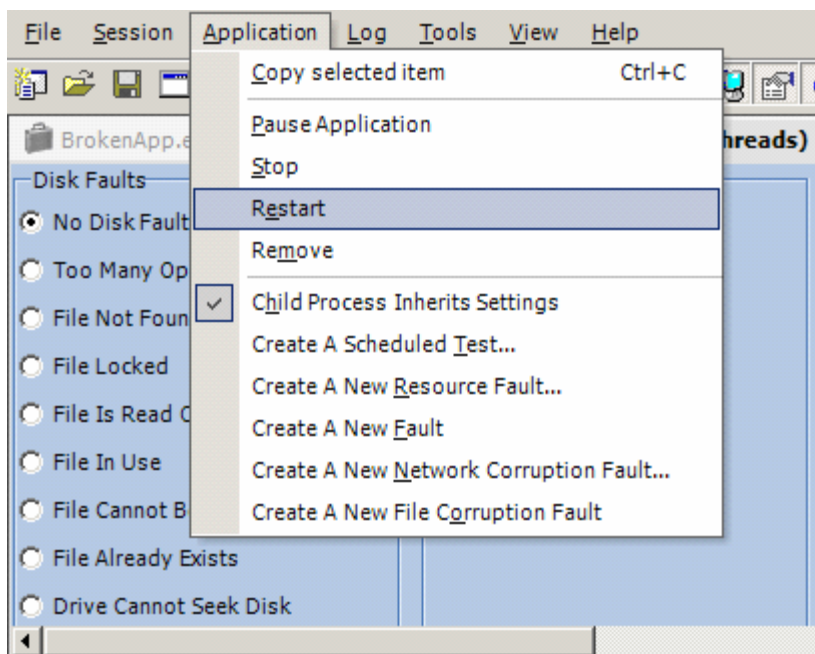 File Session Application Log Tools View Help
Copy selected item Ctrl+C
Pause Application
BrokenApp.e hreads)
Stop
Disk Faults
Restart
No Disk Fault
Remove
Too Many Op
Child Process Inherits Settings
File Not Foun
Create A Scheduled Test...
File Locked
Create A New Resource Fault...
File Is Read
Create A New Fault
File In Use
Create A New Network Corruption Fault...
File Cannot B
Create A New File Corruption Fault
File Already Exists
Drive Cannot Seek Disk